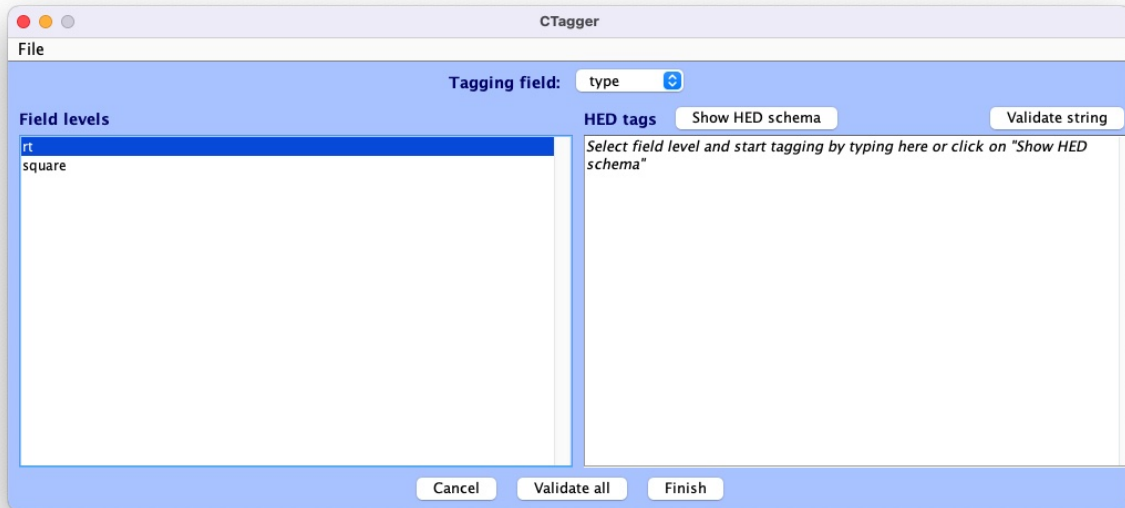 CTagger
File
Tagging field: type
Field levels
HED tags Show HED schema Validate string
rt
square
Select field level and start tagging by typing here or click on "Show HED
schema"
Cancel Validate all Finish